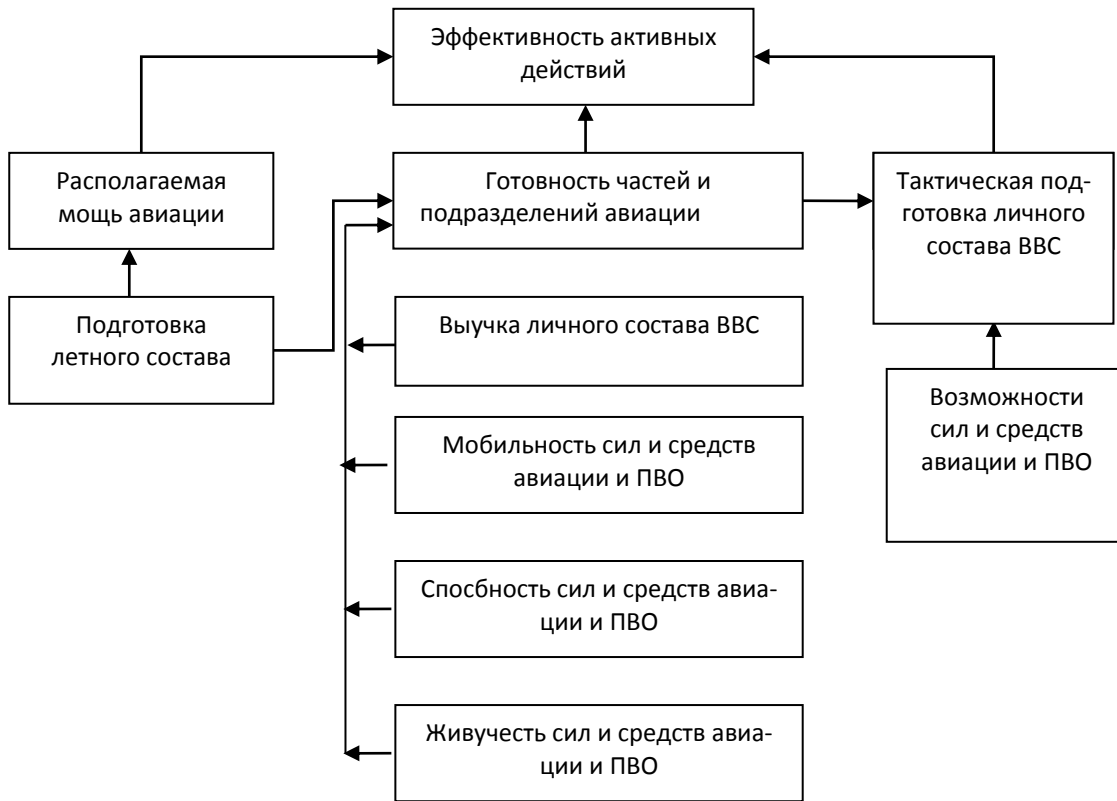 Эффективность активных
действий
Располагаемая
мощь авиации
Готовность частей и
подразделений авиации
Тактическая под-
готовка личного
состава ВВС
Подготовка
летного состава
Выучка личного состава ВВС
Возможности
сил и средств
авиации и ПВО
Мобильность сил и средств
авиации и ПВО
Спосбность сил и средств авиа-
ции и ПВО
Живучесть сил и средств авиа-
ции и ПВО